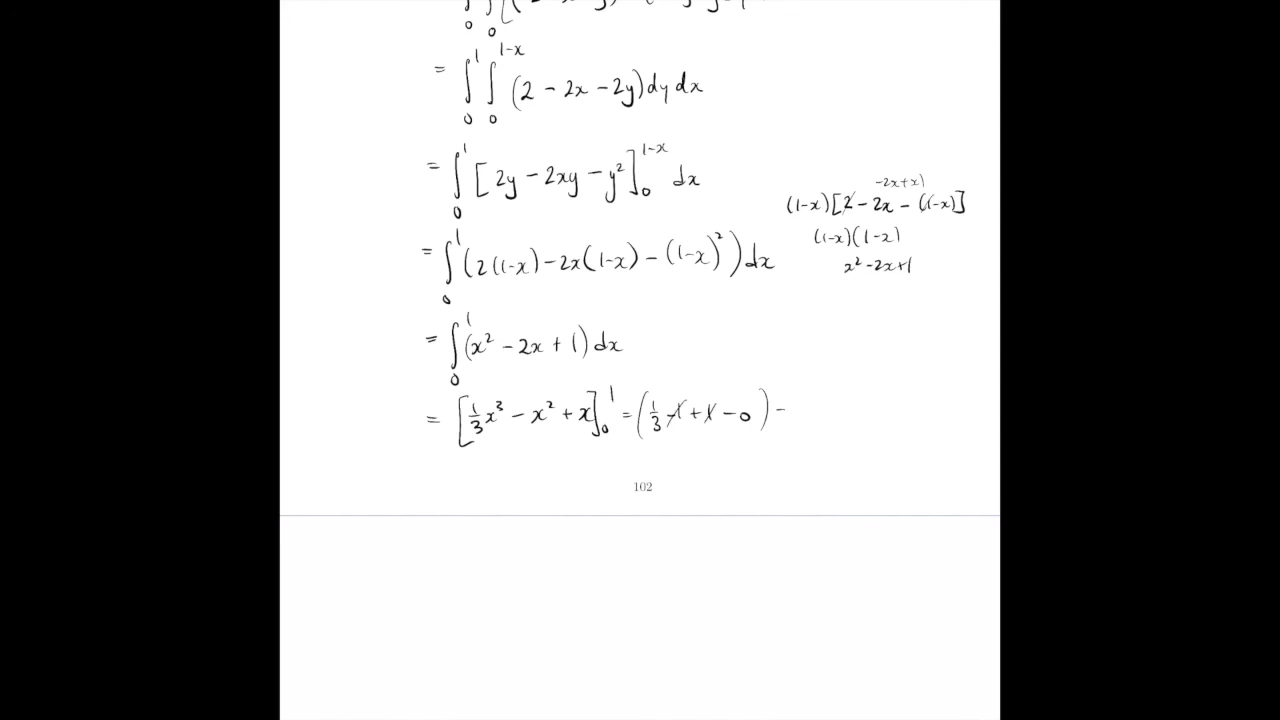 = ∫₀¹ ∫₀^{1-x} (2 - 2x - 2y) dy dx
= ∫₀¹ [2y - 2xy - y²]₀^{1-x} dx
-2x+x)
(1-x)[2 - 2x - (1-x)]
(1-x)(1-x)
x² - 2x + 1
= ∫₀¹ (2(1-x) - 2x(1-x) - (1-x)²) dx
= ∫₀¹ (x² - 2x + 1) dx
= [⅓x³ - x² + x]₀¹ = (⅓ - 1 + 1 - 0) -
102